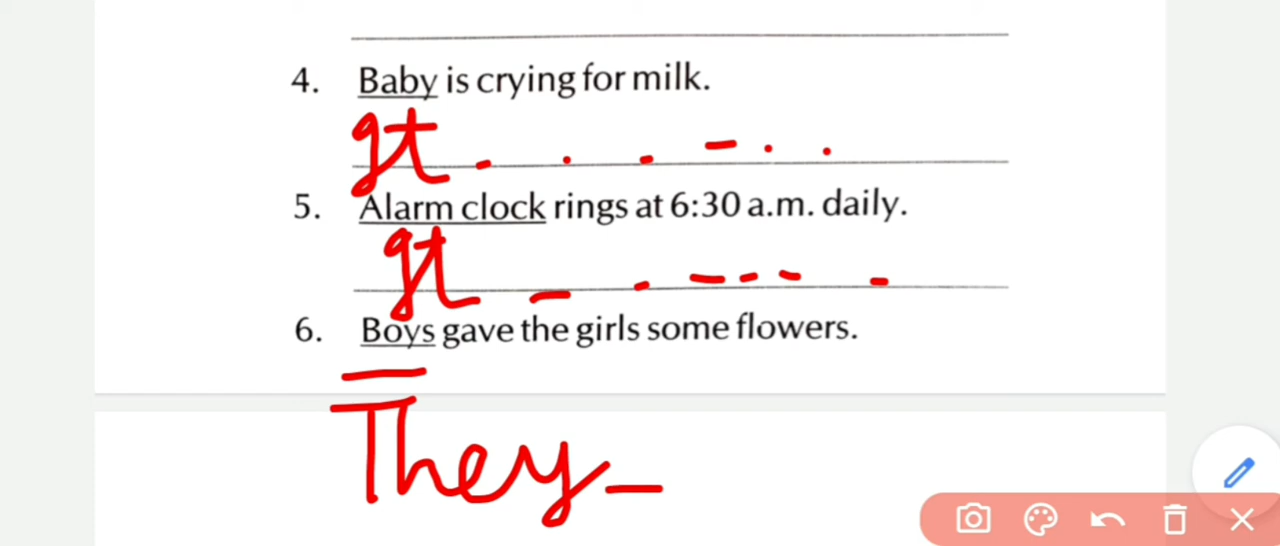 4. Baby is crying for milk.
It - . - - . .
5. Alarm clock rings at 6:30 a.m. daily.
It - - - - - -
6. Boys gave the girls some flowers.
They -